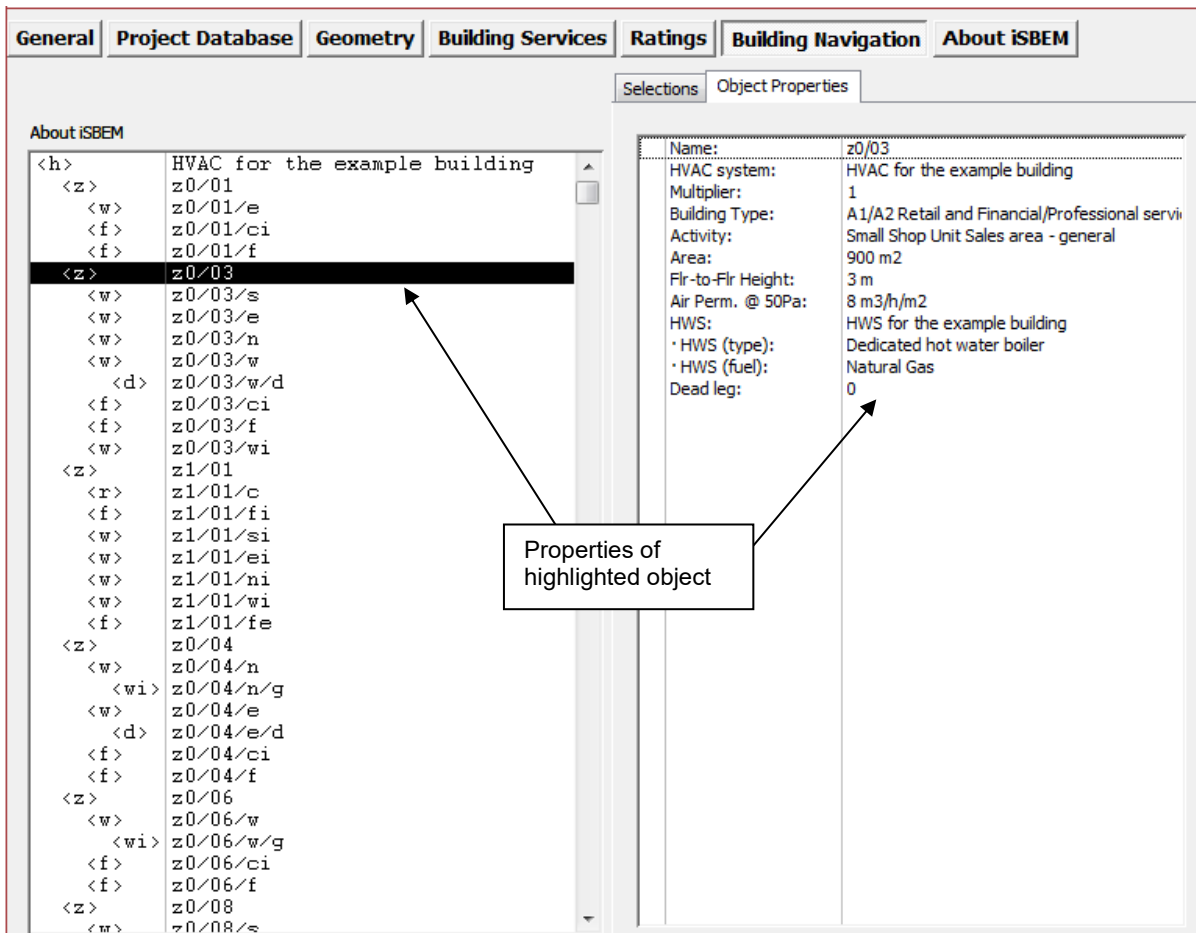 General Project Database Geometry Building Services Ratings Building Navigation About iSBEM
Selections Object Properties
About iSBEM
<h> HVAC for the example building
<z> z0/01
<w> z0/01/e
<f> z0/01/ci
<f> z0/01/f
<z> z0/03
<w> z0/03/s
<w> z0/03/e
<w> z0/03/n
<w> z0/03/w
<d> z0/03/w/d
<f> z0/03/ci
<f> z0/03/f
<w> z0/03/wi
<z> z1/01
<r> z1/01/c
<f> z1/01/fi
<w> z1/01/si
<w> z1/01/ei
<w> z1/01/ni
<w> z1/01/wi
<f> z1/01/fe
<z> z0/04
<w> z0/04/n
<wi> z0/04/n/g
<w> z0/04/e
<d> z0/04/e/d
<f> z0/04/ci
<f> z0/04/f
<z> z0/06
<w> z0/06/w
<wi> z0/06/w/g
<f> z0/06/ci
<f> z0/06/f
<z> z0/08
<w> z0/08/s
Name: z0/03
HVAC system: HVAC for the example building
Multiplier: 1
Building Type: A1/A2 Retail and Financial/Professional servi
Activity: Small Shop Unit Sales area - general
Area: 900 m2
Flr-to-Flr Height: 3 m
Air Perm. @ 50Pa: 8 m3/h/m2
HWS: HWS for the example building
· HWS (type): Dedicated hot water boiler
· HWS (fuel): Natural Gas
Dead leg: 0
Properties of
highlighted object